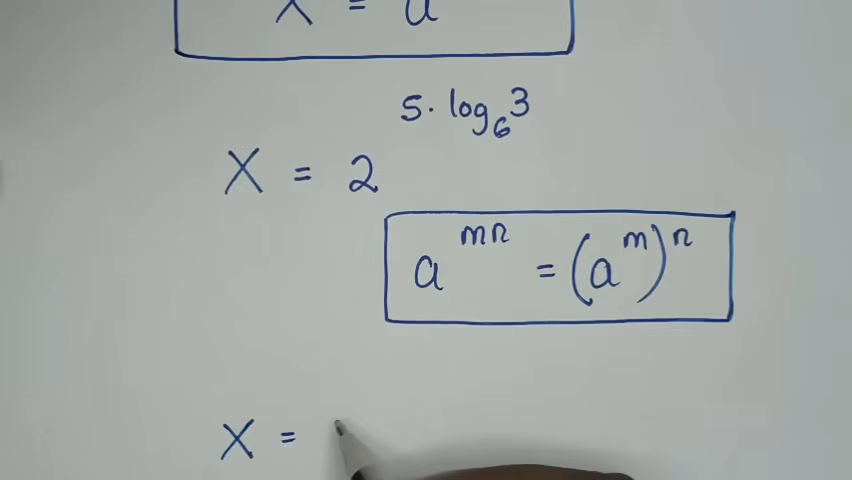 X = a
5 · log₆3
X = 2
a^mn = (a^m)^n
X =